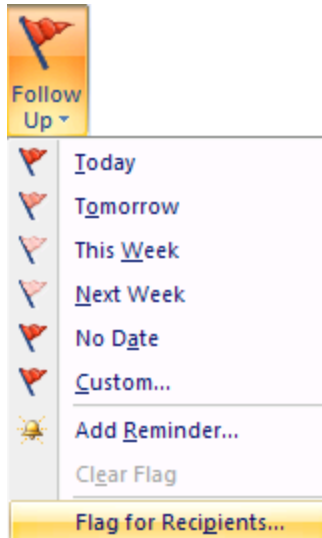 Follow
Up
Today
Tomorrow
This Week
Next Week
No Date
Custom...
Add Reminder...
Clear Flag
Flag for Recipients...